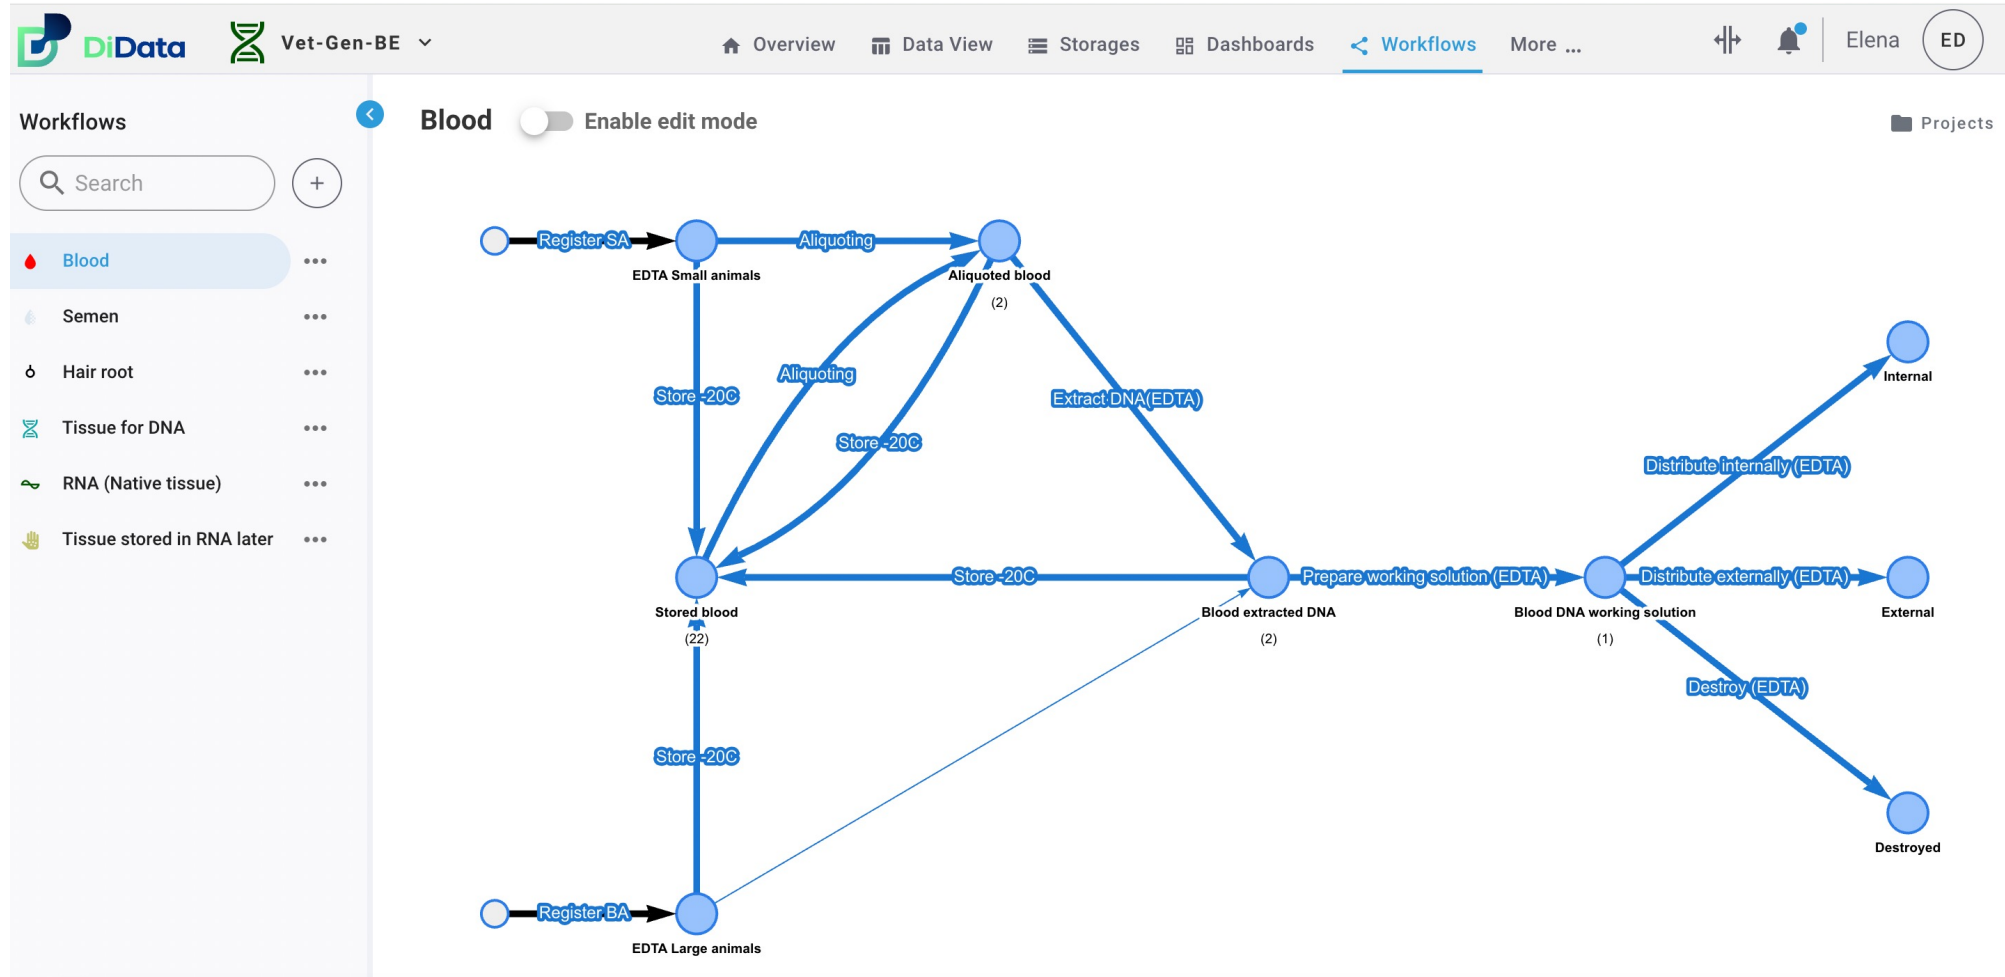 DiData
Vet-Gen-BE
Overview
Data View
Storages
Dashboards
Workflows
More ...
Elena
ED
Workflows
Search
Blood
Semen
Hair root
Tissue for DNA
RNA (Native tissue)
Tissue stored in RNA later
Blood
Enable edit mode
Projects
Register SA
Aliquoting
EDTA Small animals
Aliquoted blood
(2)
Internal
Aliquoting
Store -20C
Extract DNA(EDTA)
Store -20C
Distribute internally (EDTA)
Store -20C
Prepare working solution (EDTA)
Distribute externally (EDTA)
Stored blood
(22)
Blood extracted DNA
(2)
Blood DNA working solution
(1)
External
Destroy (EDTA)
Store -20C
Destroyed
Register BA
EDTA Large animals